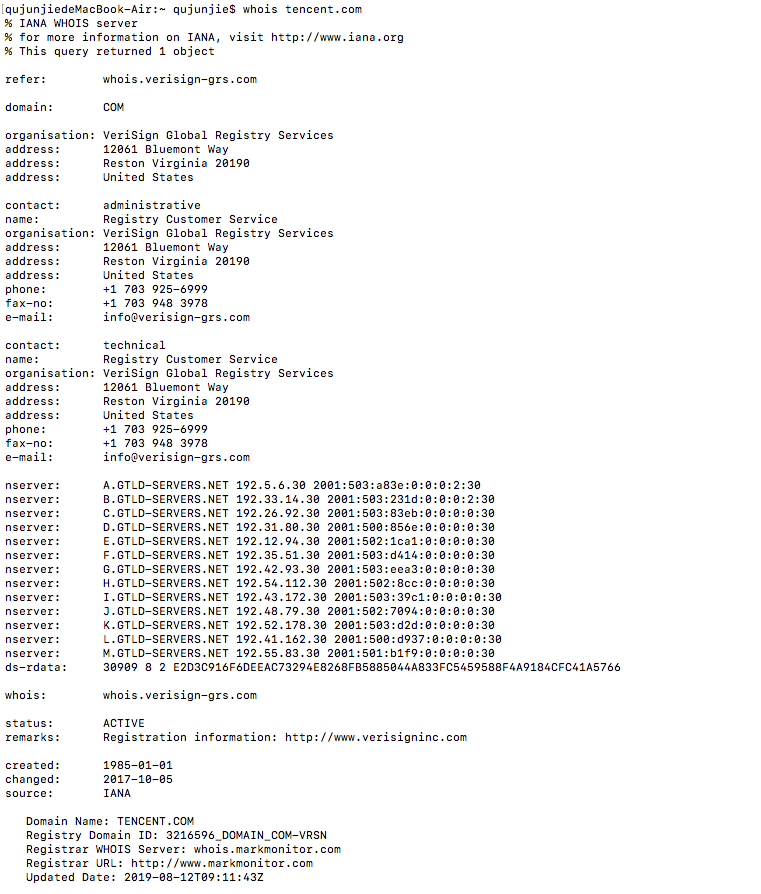 [qujunjiedeMacBook-Air:~ qujunjie$ whois tencent.com
% IANA WHOIS server
% for more information on IANA, visit http://www.iana.org
% This query returned 1 object
refer: whois.verisign-grs.com
domain: COM
organisation: VeriSign Global Registry Services
address: 12061 Bluemont Way
address: Reston Virginia 20190
address: United States
contact: administrative
name: Registry Customer Service
organisation: VeriSign Global Registry Services
address: 12061 Bluemont Way
address: Reston Virginia 20190
address: United States
phone: +1 703 925-6999
fax-no: +1 703 948 3978
e-mail: info@verisign-grs.com
contact: technical
name: Registry Customer Service
organisation: VeriSign Global Registry Services
address: 12061 Bluemont Way
address: Reston Virginia 20190
address: United States
phone: +1 703 925-6999
fax-no: +1 703 948 3978
e-mail: info@verisign-grs.com
nserver: A.GTLD-SERVERS.NET 192.5.6.30 2001:503:a83e:0:0:0:2:30
nserver: B.GTLD-SERVERS.NET 192.33.14.30 2001:503:231d:0:0:0:2:30
nserver: C.GTLD-SERVERS.NET 192.26.92.30 2001:503:83eb:0:0:0:0:30
nserver: D.GTLD-SERVERS.NET 192.31.80.30 2001:500:856e:0:0:0:0:30
nserver: E.GTLD-SERVERS.NET 192.12.94.30 2001:502:1ca1:0:0:0:0:30
nserver: F.GTLD-SERVERS.NET 192.35.51.30 2001:503:d414:0:0:0:0:30
nserver: G.GTLD-SERVERS.NET 192.42.93.30 2001:503:eea3:0:0:0:0:30
nserver: H.GTLD-SERVERS.NET 192.54.112.30 2001:502:8cc:0:0:0:0:30
nserver: I.GTLD-SERVERS.NET 192.43.172.30 2001:503:39c1:0:0:0:0:30
nserver: J.GTLD-SERVERS.NET 192.48.79.30 2001:502:7094:0:0:0:0:30
nserver: K.GTLD-SERVERS.NET 192.52.178.30 2001:503:d2d:0:0:0:0:30
nserver: L.GTLD-SERVERS.NET 192.41.162.30 2001:500:d937:0:0:0:0:30
nserver: M.GTLD-SERVERS.NET 192.55.83.30 2001:501:b1f9:0:0:0:0:30
ds-rdata: 30909 8 2 E2D3C916F6DEEAC73294E8268FB5885044A833FC5459588F4A9184CFC41A5766
whois: whois.verisign-grs.com
status: ACTIVE
remarks: Registration information: http://www.verisigninc.com
created: 1985-01-01
changed: 2017-10-05
source: IANA
Domain Name: TENCENT.COM
Registry Domain ID: 3216596_DOMAIN_COM-VRSN
Registrar WHOIS Server: whois.markmonitor.com
Registrar URL: http://www.markmonitor.com
Updated Date: 2019-08-12T09:11:43Z